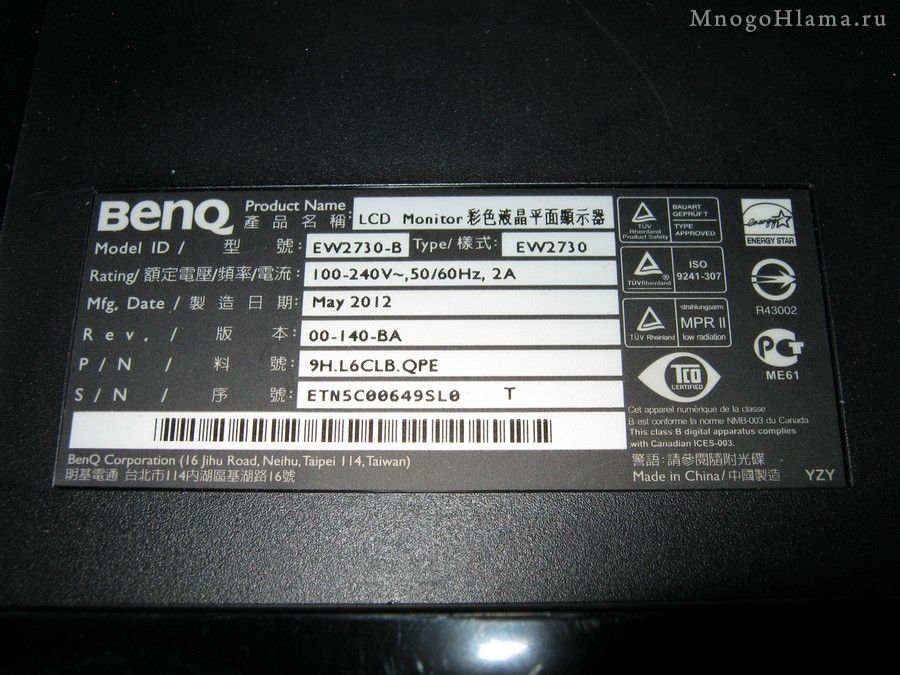 MnogoHlama.ru
BenQ
Product Name
產品名稱: LCD Monitor 彩色液晶平面顯示器
Model ID / 型號: EW2730-B Type/樣式: EW2730
Rating/ 額定電壓/頻率/電流: 100-240V~,50/60Hz, 2A
Mfg. Date / 製造日期: May 2012
Rev. / 版本: 00-140-BA
P/N / 料號: 9H.L6CLB.QPE
S/N / 序號: ETN5C00649SL0 T
BenQ Corporation (16 Jihu Road, Neihu, Taipei 114, Taiwan)
明基電通 台北市114內湖區基湖路16號
TÜV
Rheinland
Product Safety
BAUART
GEPRÜFT
TYPE
APPROVED
TÜVRheinland
ISO
9241-307
TÜV Rheinland
strahlungsarm
MPR II
low radiation
energy
ENERGY STAR
R43002
PCT
ME61
TCO
CERTIFIED
Cet appareil numérique de la classe
B est conforme la norme NMB-003 du Canada
This class B digital apparatus complies
with Canadian ICES-003.
警語: 請參閱隨附光碟
Made in China / 中國製造 YZY